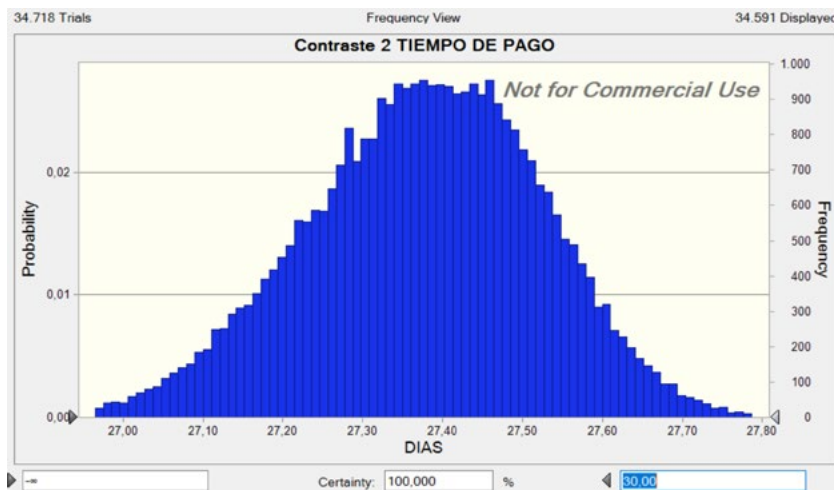 34.718 Trials Frequency View 34.591 Displayed
Contraste 2 TIEMPO DE PAGO
Not for Commercial Use
1.000
900
800
700
600
500
400
300
200
100
0
Frequency
0,02
0,01
0,00
Probability
27,00 27,10 27,20 27,30 27,40 27,50 27,60 27,70 27,80
DIAS
-∞ Certainty: 100,000 % 30,00